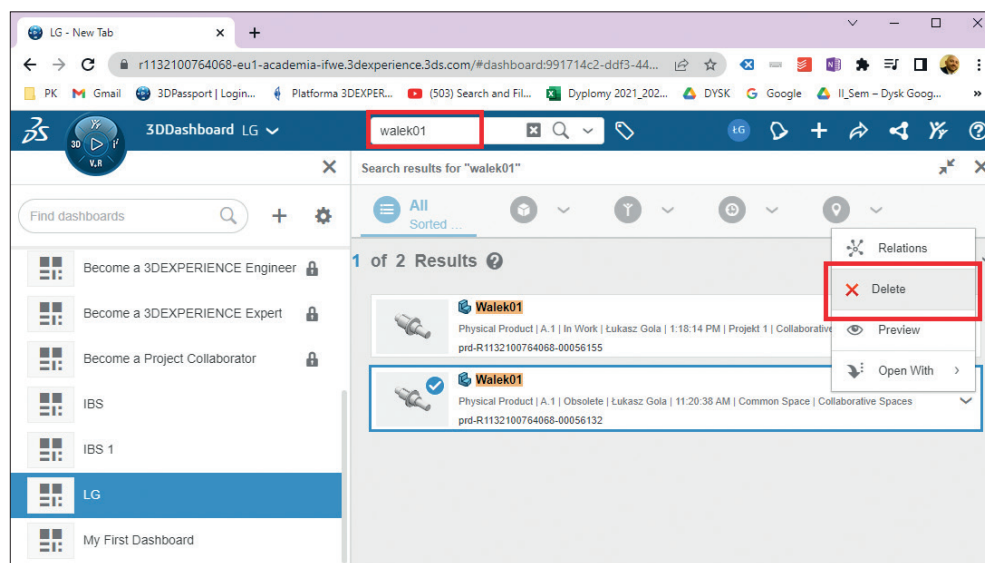 LG - New Tab
r1132100764068-eu1-academia-ifwe.3dexperience.3ds.com/#dashboard:991714c2-ddf3-44...
PK Gmail 3DPassport | Login... Platforma 3DEXPER... (503) Search and Fil... Dyplomy 2021_202... DYSK Google II_Sem – Dysk Goog... »
3DDashboard LG walek01 ŁG
3D V.R
Search results for "walek01"
Find dashboards
All
Sorted ...
Become a 3DEXPERIENCE Engineer
Become a 3DEXPERIENCE Expert
Become a Project Collaborator
IBS
IBS 1
LG
My First Dashboard
1 of 2 Results
Walek01
Physical Product | A.1 | In Work | Łukasz Gola | 1:18:14 PM | Projekt 1 | Collaborative
prd-R1132100764068-00056155
Walek01
Physical Product | A.1 | Obsolete | Łukasz Gola | 11:20:38 AM | Common Space | Collaborative Spaces
prd-R1132100764068-00056132
Relations
Delete
Preview
Open With